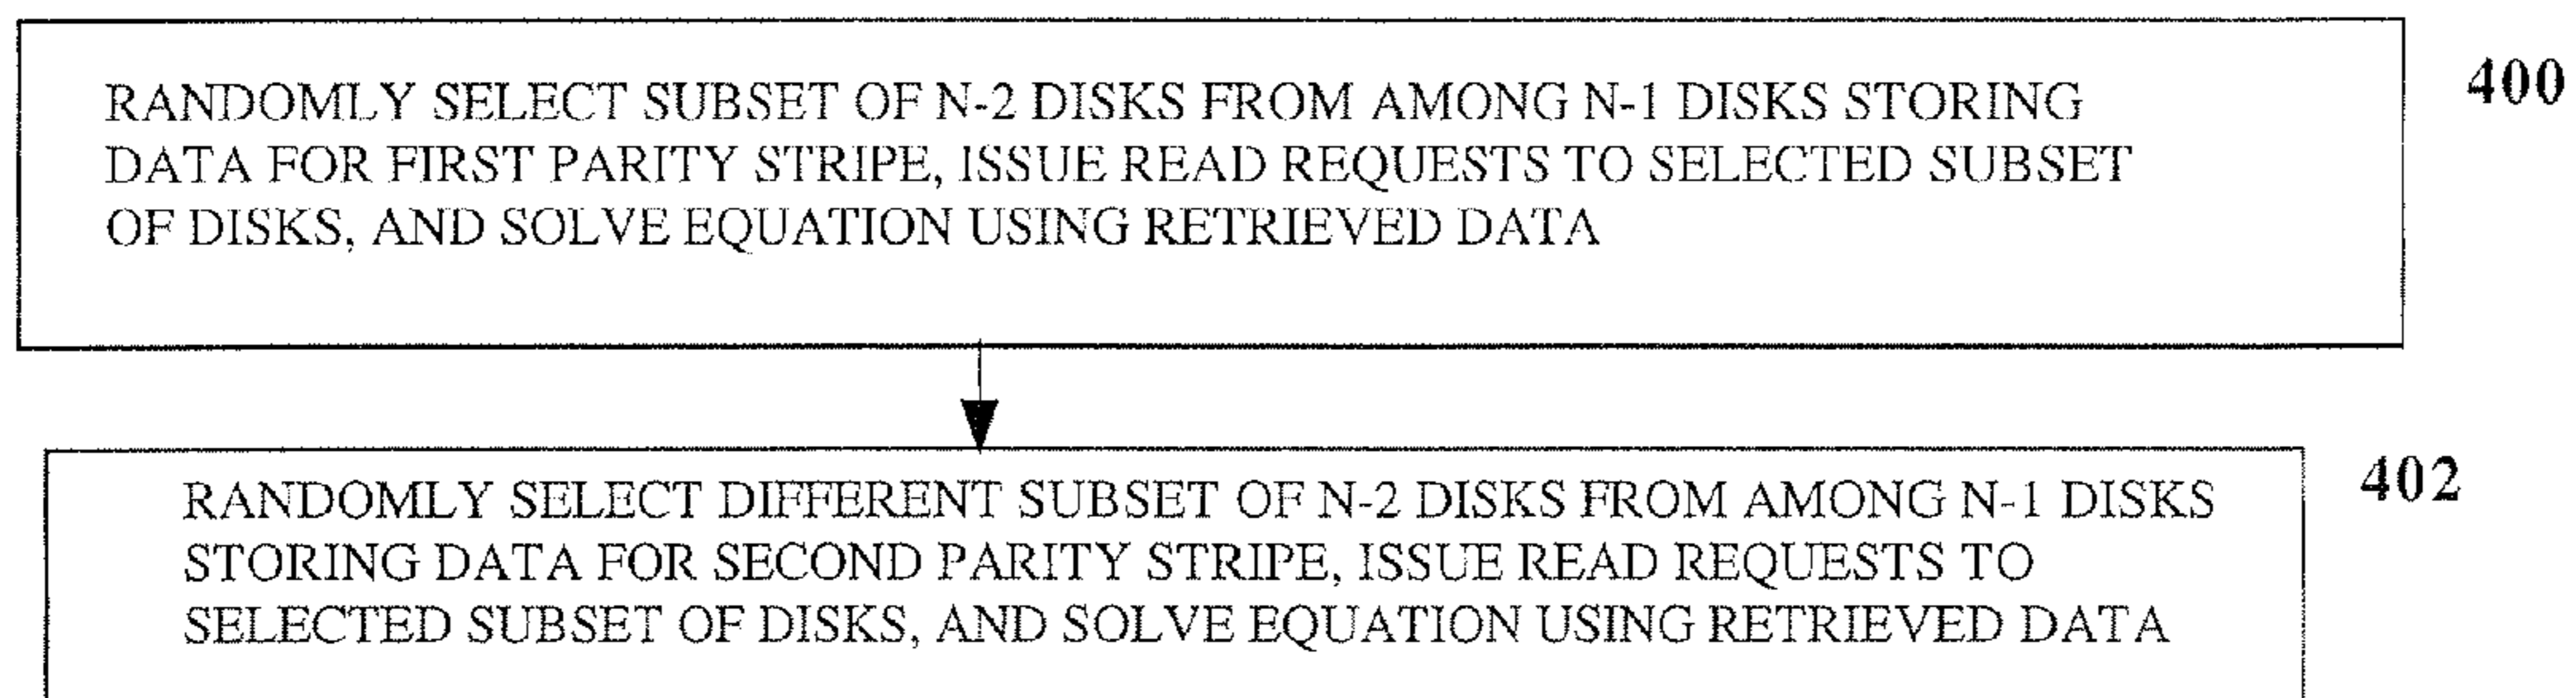 RANDOMLY SELECT SUBSET OF N-2 DISKS FROM AMONG N-1 DISKS STORING
400
DATA FOR FIRST PARITY STRIPE, ISSUE READ REQUESTS TO SELECTED SUBSET
OF DISKS, AND SOLVE EQUATION USING RETRIEVED DATA
RANDOMLY SELECT DIFFERENT SUBSET OF N-2 DISKS FROM AMONG N-1 DISKS
402
STORING DATA FOR SECOND PARITY STRIPE, ISSUE READ REQUESTS TO
SELECTED SUBSET OF DISKS, AND SOLVE EQUATION USING RETRIEVED DATA